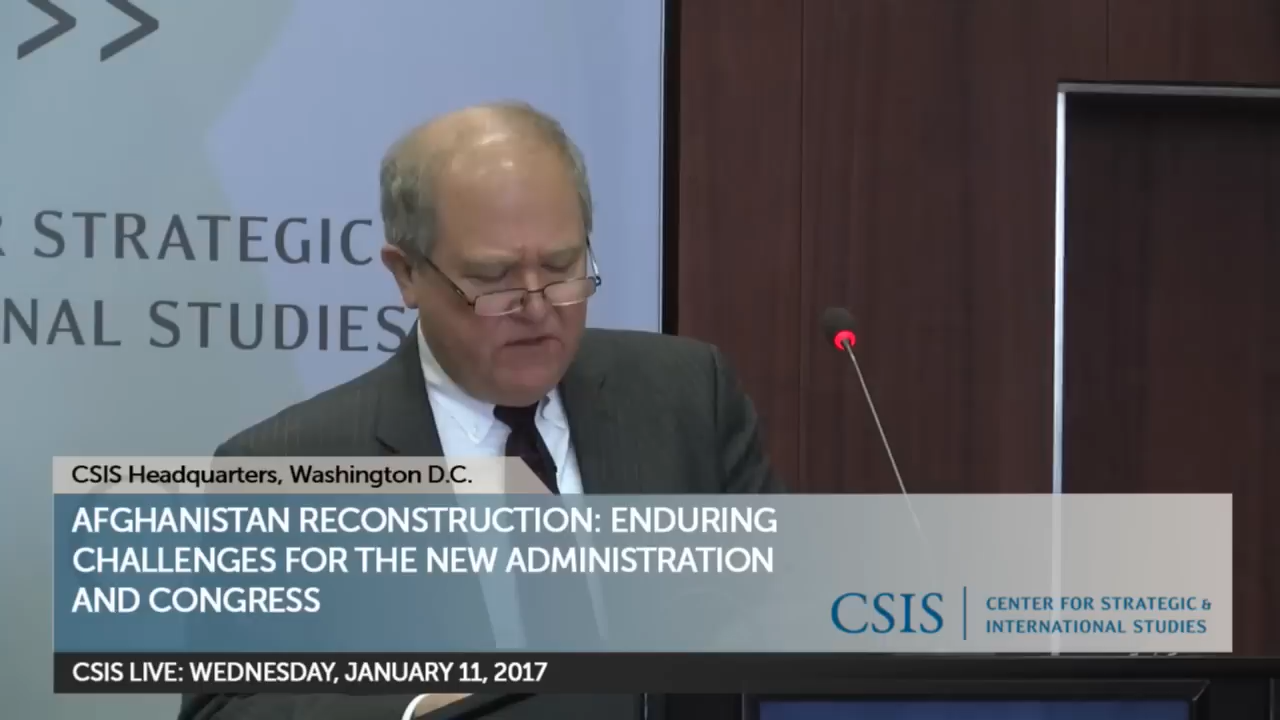 >>
R STRATEGIC
NAL STUDIES
CSIS Headquarters, Washington D.C.
AFGHANISTAN RECONSTRUCTION: ENDURING
CHALLENGES FOR THE NEW ADMINISTRATION
AND CONGRESS
CSIS
CENTER FOR STRATEGIC &
INTERNATIONAL STUDIES
CSIS LIVE: WEDNESDAY, JANUARY 11, 2017